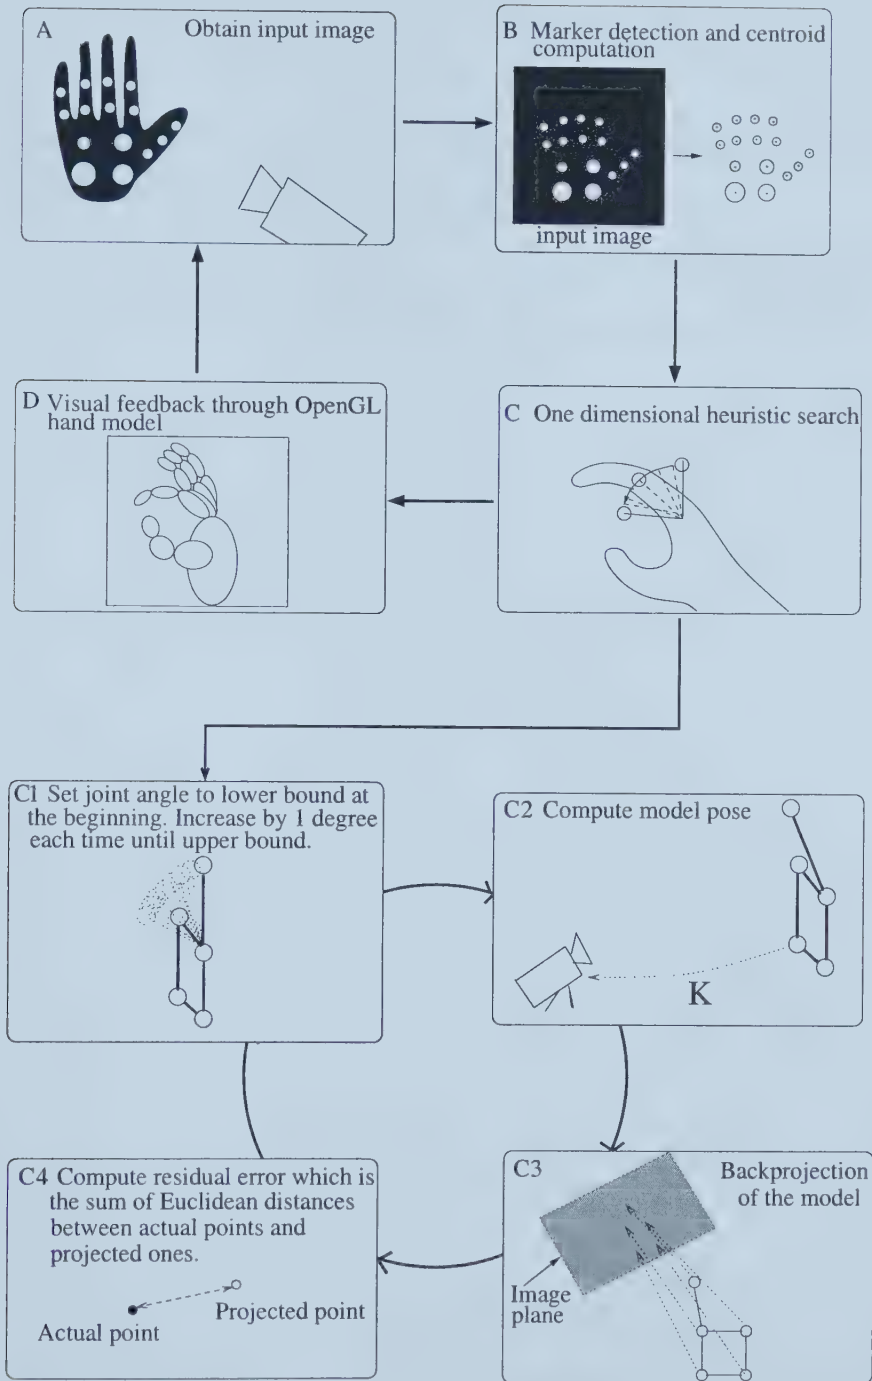 A
Obtain input image
B Marker detection and centroid
computation
input image
D Visual feedback through OpenGL
hand model
C One dimensional heuristic search
C1 Set joint angle to lower bound at
the beginning. Increase by 1 degree
each time until upper bound.
C2 Compute model pose
K
C4 Compute residual error which is
the sum of Euclidean distances
between actual points and
projected ones.
Projected point
Actual point
C3
Backprojection
of the model
Image
plane